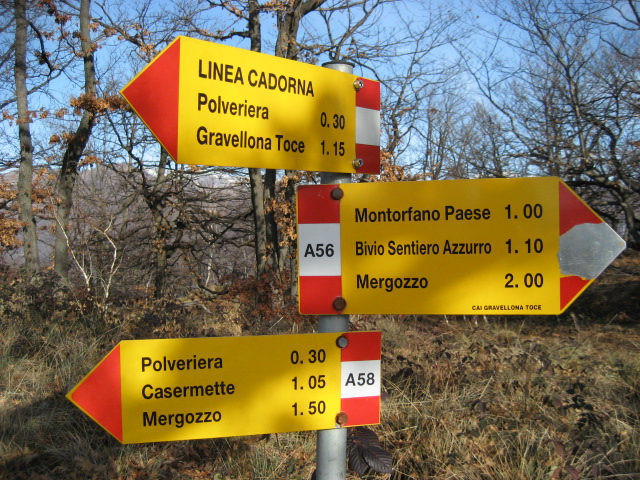 LINEA CADORNA
Polveriera 0.30
Gravellona Toce 1.15
A56
Montorfano Paese 1.00
Bivio Sentiero Azzurro 1.10
Mergozzo 2.00
CAI GRAVELLONA TOCE
Polveriera 0.30
Casermette 1.05
Mergozzo 1.50
A58